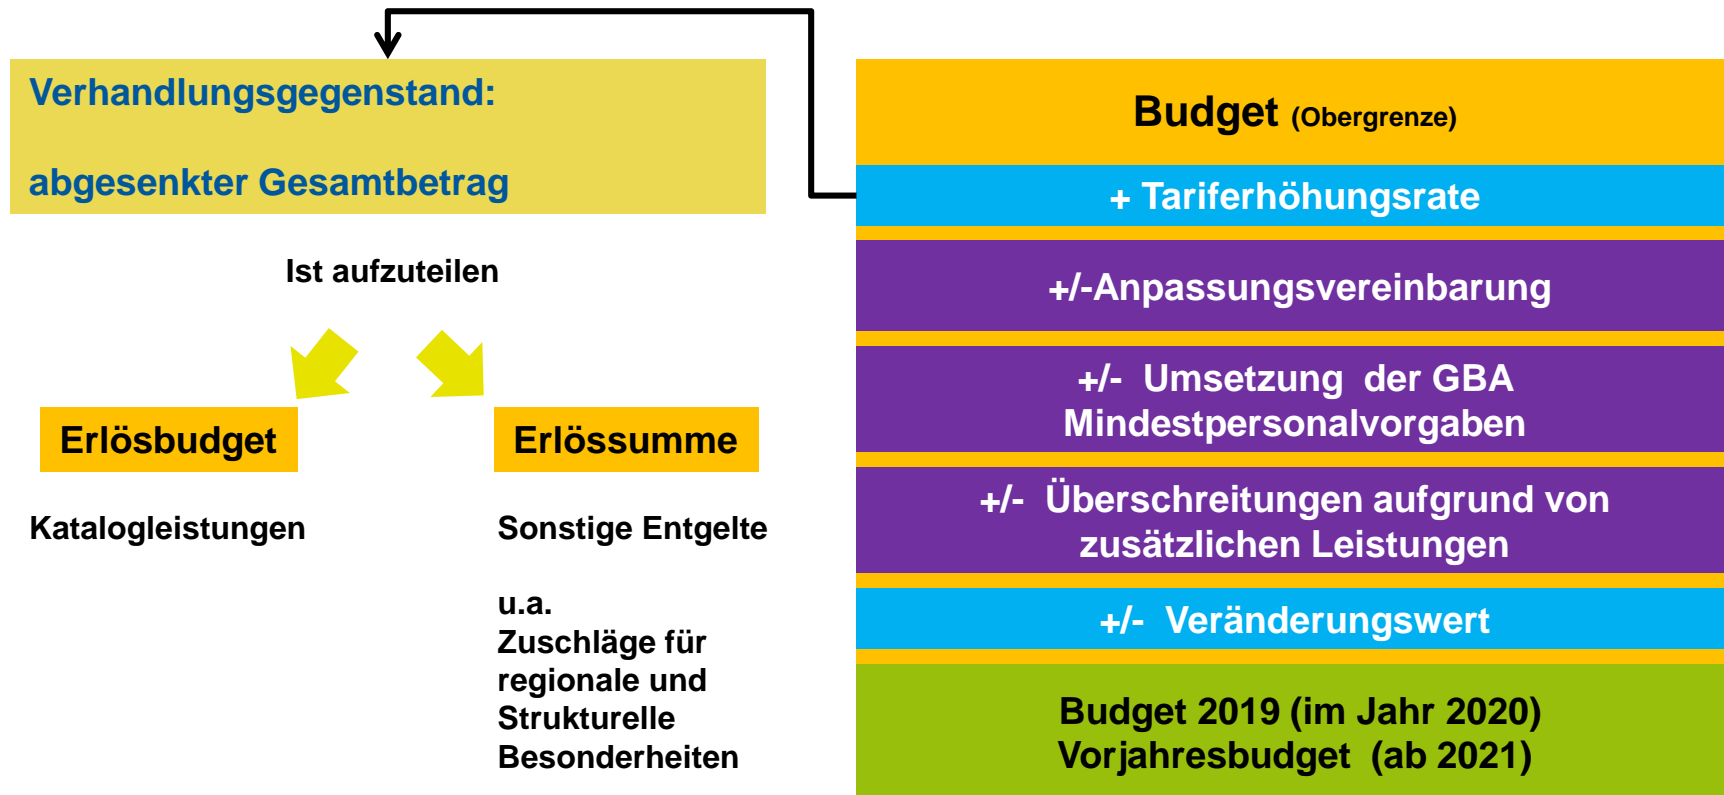 Verhandlungsgegenstand:
abgesenkter Gesamtbetrag
Ist aufzuteilen
Erlösbudget
Katalogleistungen
Erlössumme
Sonstige Entgelte
u.a.
Zuschläge für
regionale und
Strukturelle
Besonderheiten
Budget (Obergrenze)
+ Tariferhöhungsrate
+/-Anpassungsvereinbarung
+/- Umsetzung der GBA
Mindestpersonalvorgaben
+/- Überschreitungen aufgrund von
zusätzlichen Leistungen
+/- Veränderungswert
Budget 2019 (im Jahr 2020)
Vorjahresbudget (ab 2021)